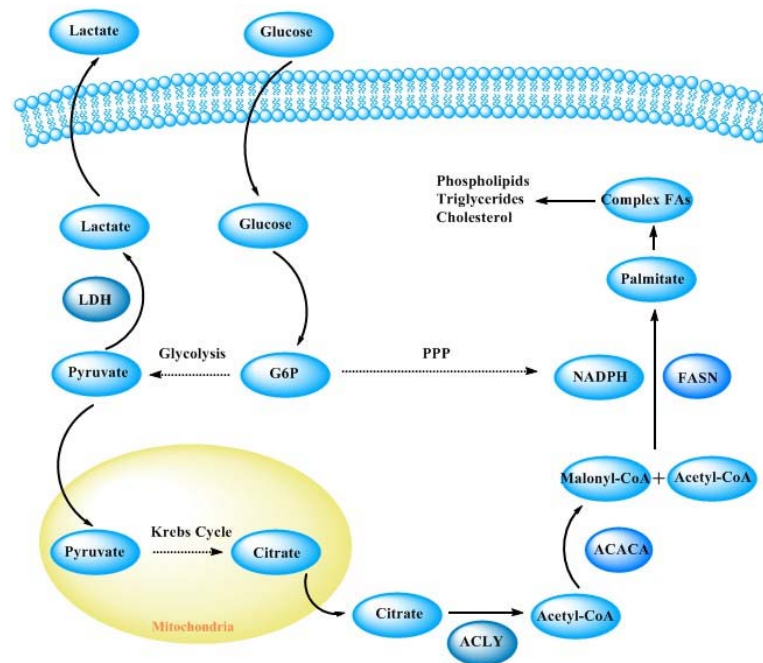 Lactate
Glucose
Phospholipids
Triglycerides
Cholesterol
Complex FAs
Lactate
Glucose
Palmitate
LDH
Glycolysis
PPP
Pyruvate
G6P
NADPH
FASN
Malonyl-CoA + Acetyl-CoA
Krebs Cycle
Pyruvate
Citrate
ACACA
Mitochondria
Citrate
Acetyl-CoA
ACLY